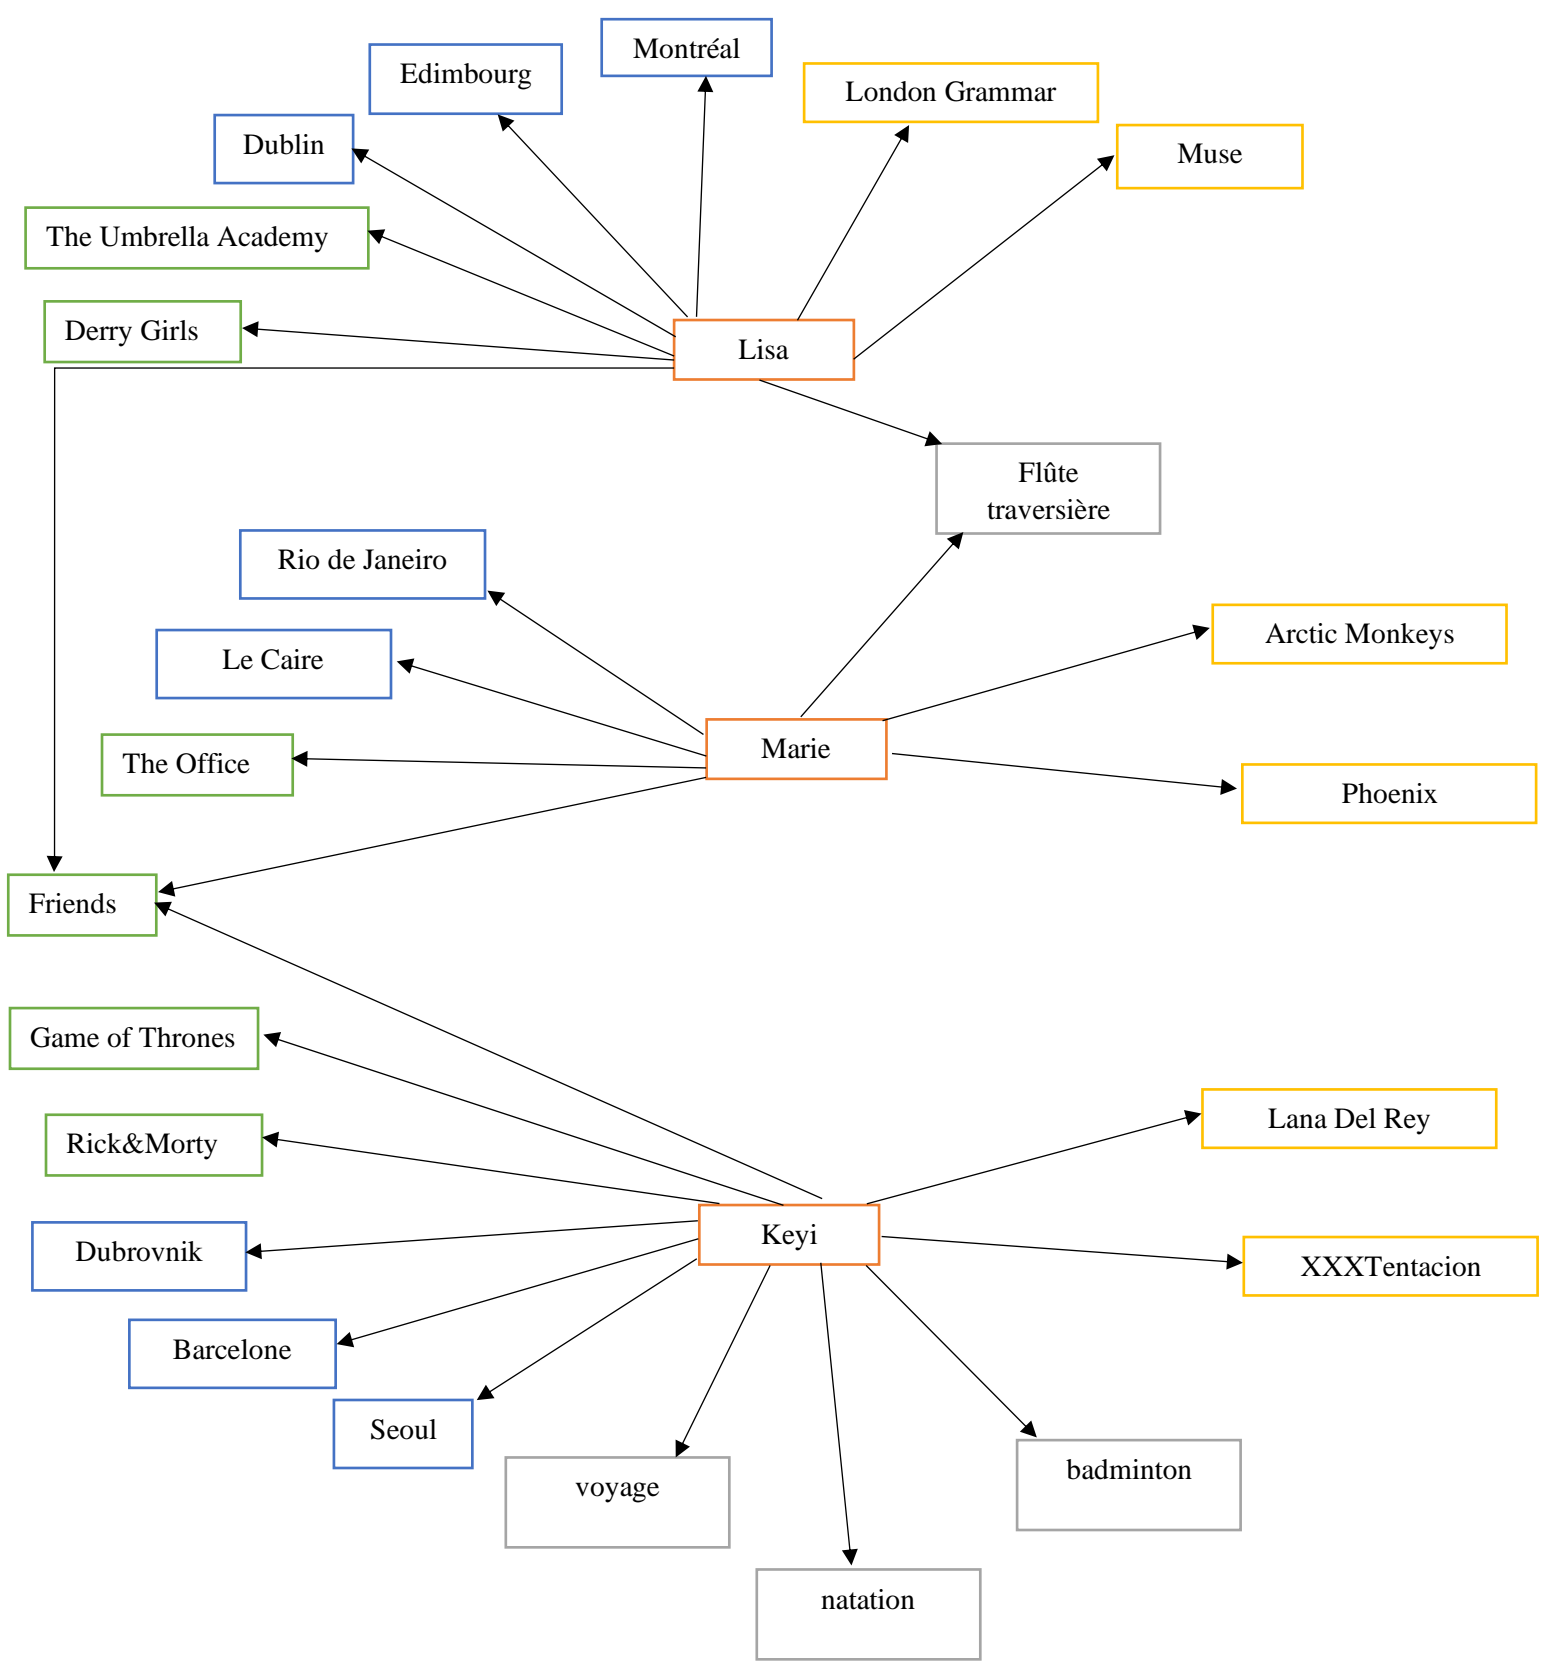 Montréal
Edimbourg
London Grammar
Muse
Dublin
The Umbrella Academy
Derry Girls
Lisa
Flûte
traversière
Rio de Janeiro
Arctic Monkeys
Le Caire
Marie
The Office
Phoenix
Friends
Game of Thrones
Lana Del Rey
Rick&Morty
Keyi
Dubrovnik
XXXTentacion
Barcelone
Seoul
badminton
voyage
natation